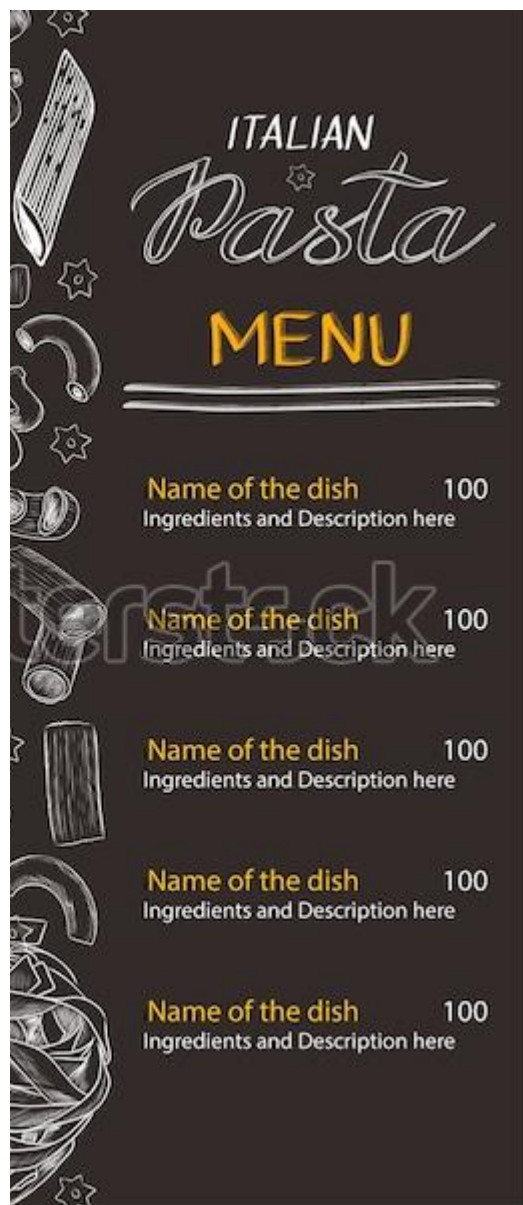 ITALIAN
Pasta
MENU
Name of the dish 100
Ingredients and Description here
Name of the dish 100
Ingredients and Description here
Name of the dish 100
Ingredients and Description here
Name of the dish 100
Ingredients and Description here
Name of the dish 100
Ingredients and Description here